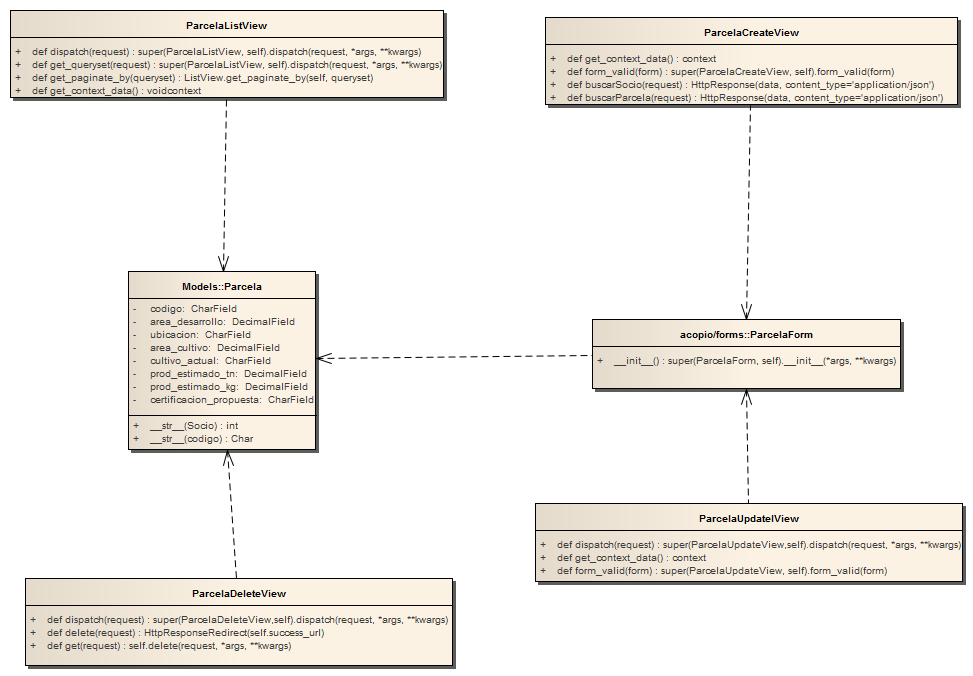 ParcelaListView
+ def dispatch(request) : super(ParcelaListView, self).dispatch(request, *args, **kwargs)
+ def get_queryset(request) : super(ParcelaListView, self).dispatch(request, *args, **kwargs)
+ def get_paginate_by(queryset) : ListView.get_paginate_by(self, queryset)
+ def get_context_data() : voidcontext
ParcelaCreateView
+ def get_context_data() : context
+ def form_valid(form) : super(ParcelaCreateView, self).form_valid(form)
+ def buscarSocio(request) : HttpResponse(data, content_type='application/json')
+ def buscarParcela(request) : HttpResponse(data, content_type='application/json')
Models::Parcela
- codigo: CharField
- area_desarrollo: DecimalField
- ubicacion: CharField
- area_cultivo: DecimalField
- cultivo_actual: CharField
- prod_estimado_tn: DecimalField
- prod_estimado_kg: DecimalField
- certificacion_propuesta: CharField
+ __str__(Socio) : int
+ __str__(codigo) : Char
acopio/forms::ParcelaForm
+ __init__() : super(ParcelaForm, self).__init__(*args, **kwargs)
ParcelaUpdatelView
+ def dispatch(request) : super(ParcelaUpdateView,self).dispatch(request, *args, **kwargs)
+ def get_context_data() : context
+ def form_valid(form) : super(ParcelaUpdateView, self).form_valid(form)
ParcelaDeleteView
+ def dispatch(request) : super(ParcelaDeleteView,self).dispatch(request, *args, **kwargs)
+ def delete(request) : HttpResponseRedirect(self.success_url)
+ def get(request) : self.delete(request, *args, **kwargs)